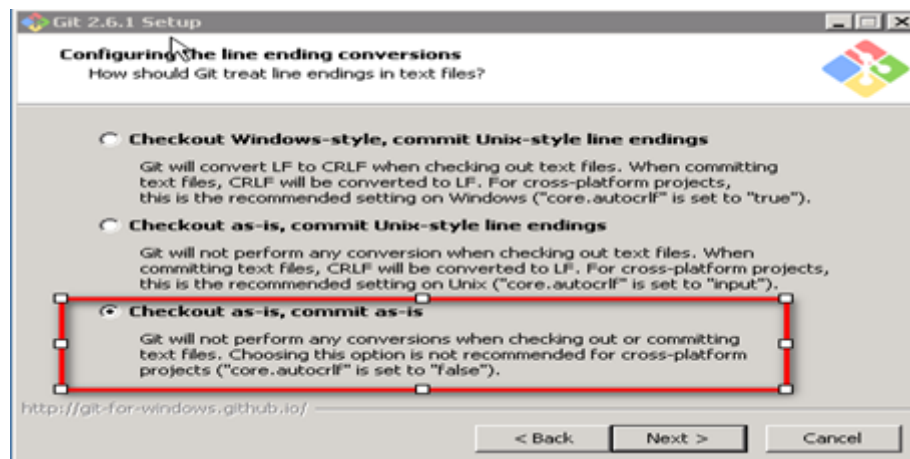 Git 2.6.1 Setup
Configuring the line ending conversions
How should Git treat line endings in text files?
Checkout Windows-style, commit Unix-style line endings
Git will convert LF to CRLF when checking out text files. When committing
text files, CRLF will be converted to LF. For cross-platform projects,
this is the recommended setting on Windows ("core.autocrlf" is set to "true").
Checkout as-is, commit Unix-style line endings
Git will not perform any conversion when checking out text files. When
committing text files, CRLF will be converted to LF. For cross-platform projects,
this is the recommended setting on Unix ("core.autocrlf" is set to "input").
Checkout as-is, commit as-is
Git will not perform any conversions when checking out or committing
text files. Choosing this option is not recommended for cross-platform
projects ("core.autocrlf" is set to "false").
http://git-for-windows.github.io/
< Back
Next >
Cancel